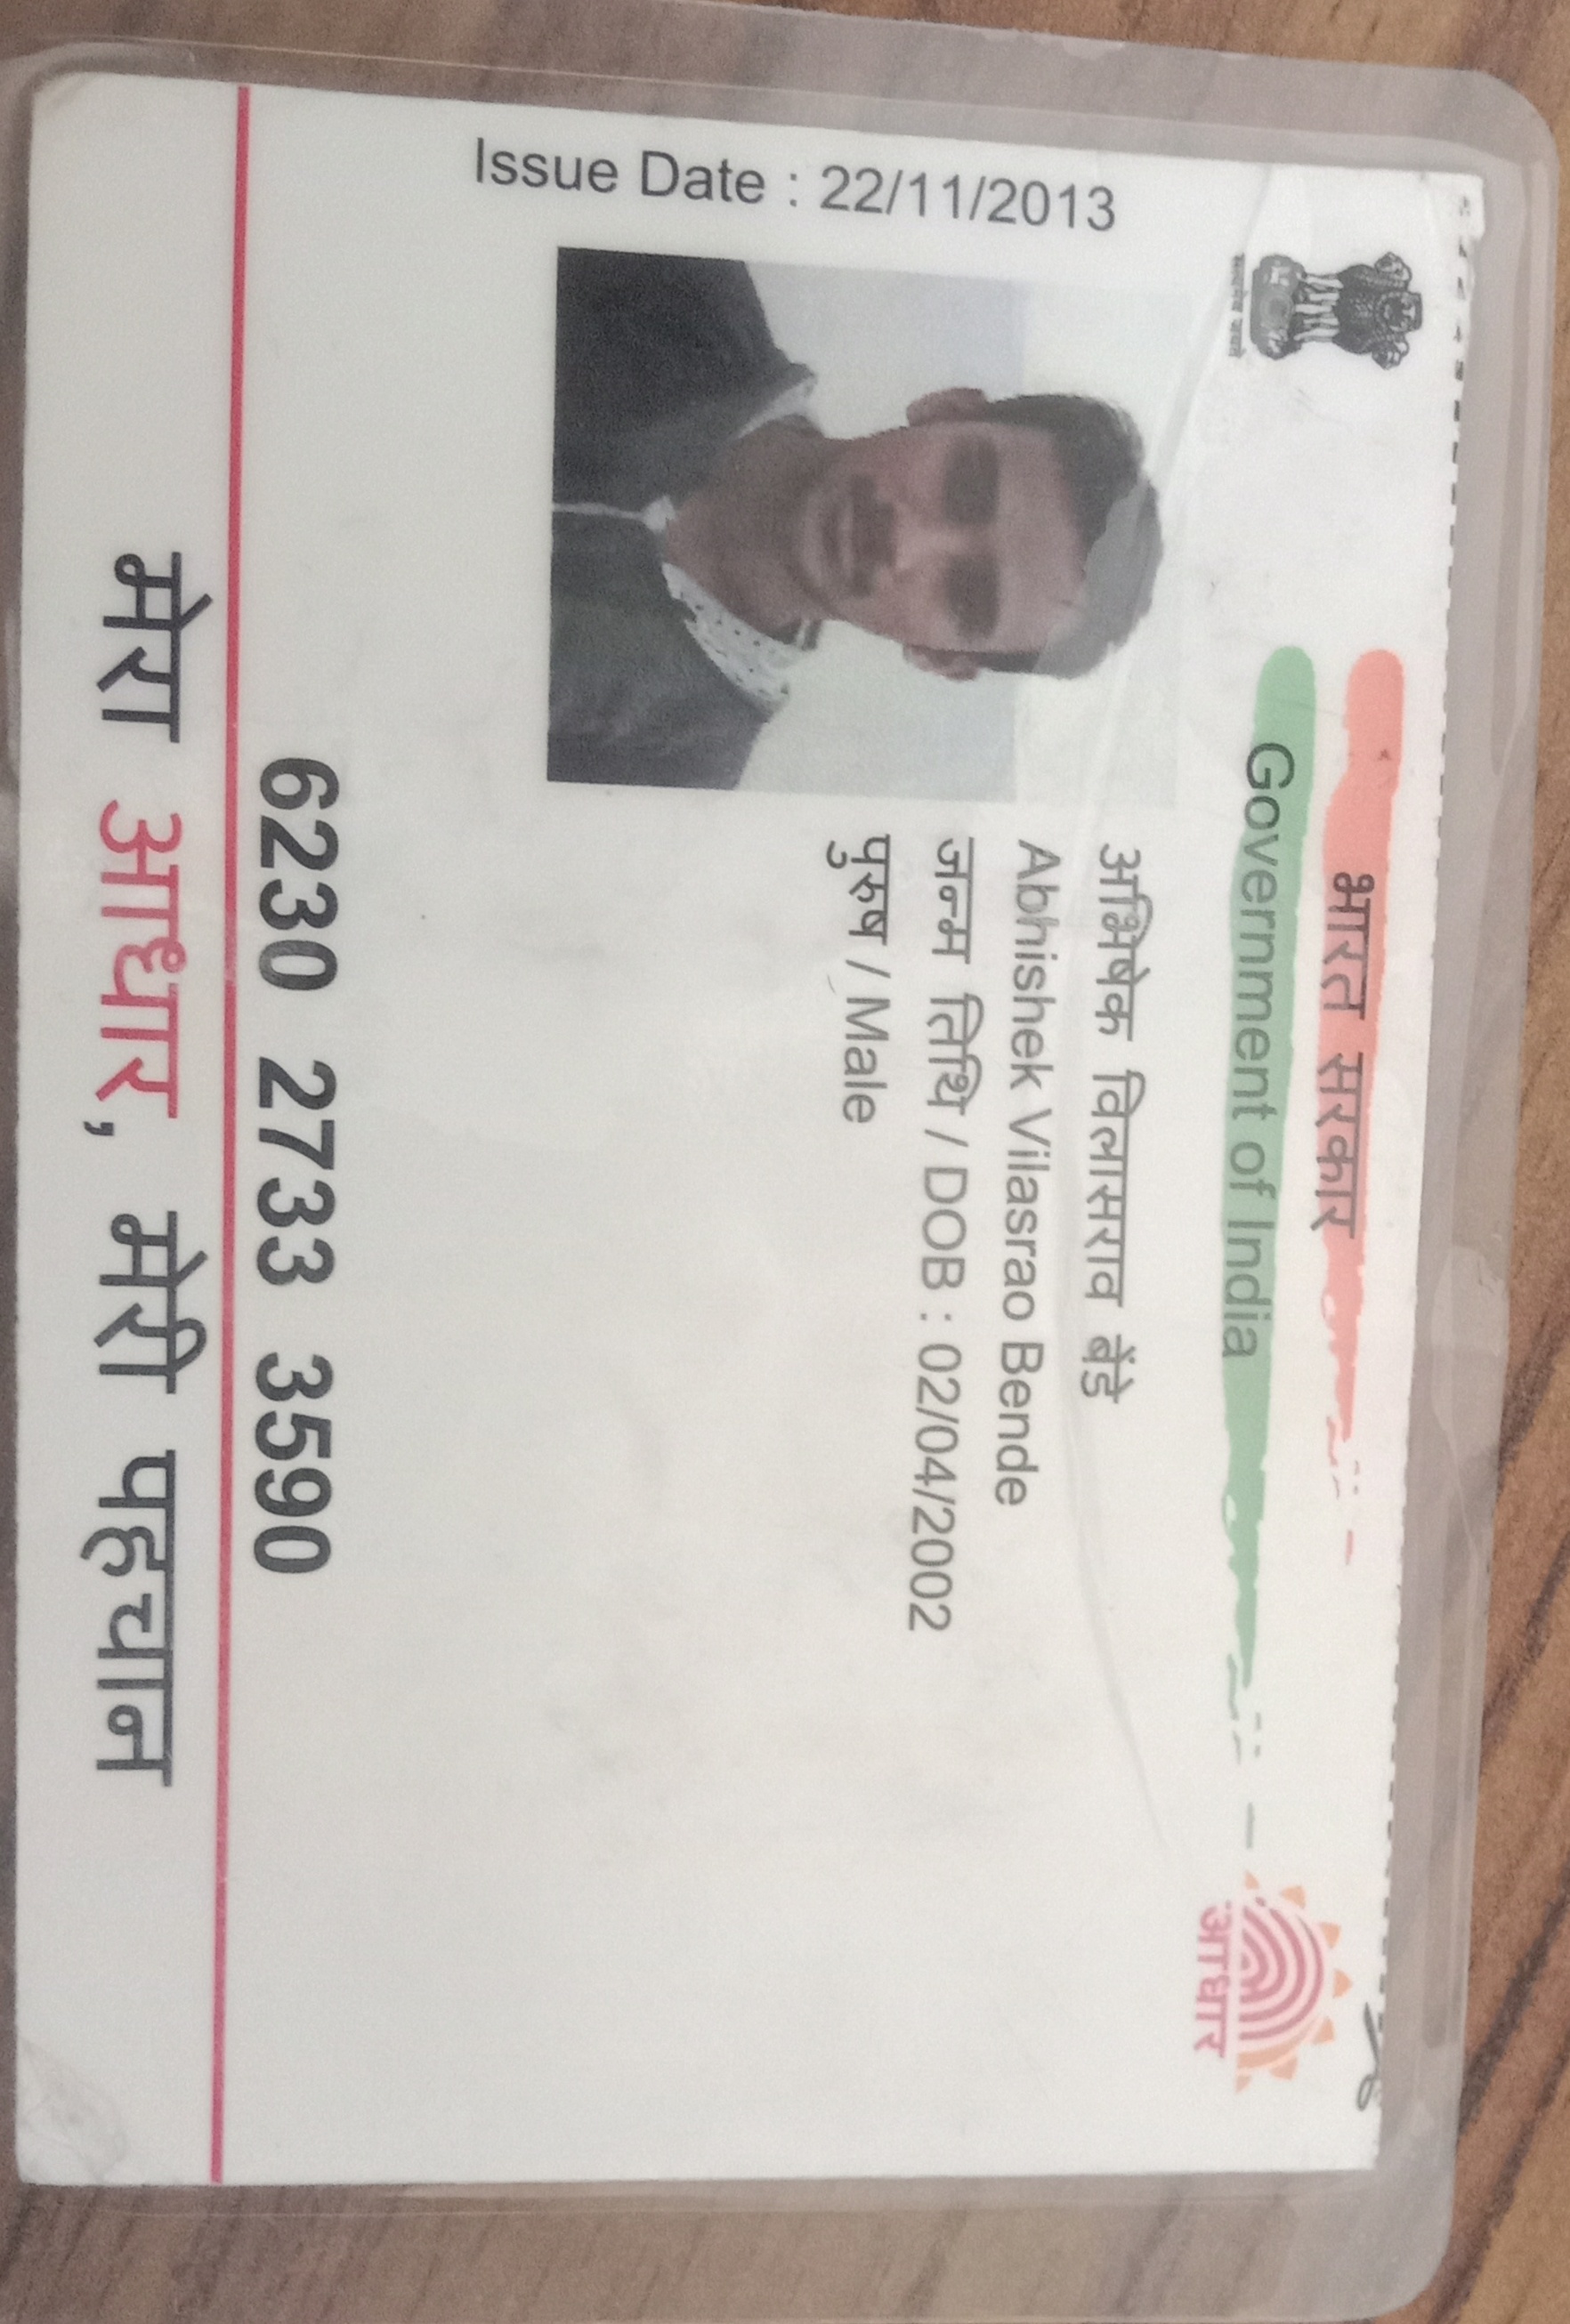 भारत सरकार
Government of India
Issue Date : 22/11/2013
अभिषेक विलासराव बेंडे
Abhishek Vilasrao Bende
जन्म तिथि / DOB : 02/04/2002
पुरुष / Male
आधार
6230 2733 3590
मेरा आधार, मेरी पहचान